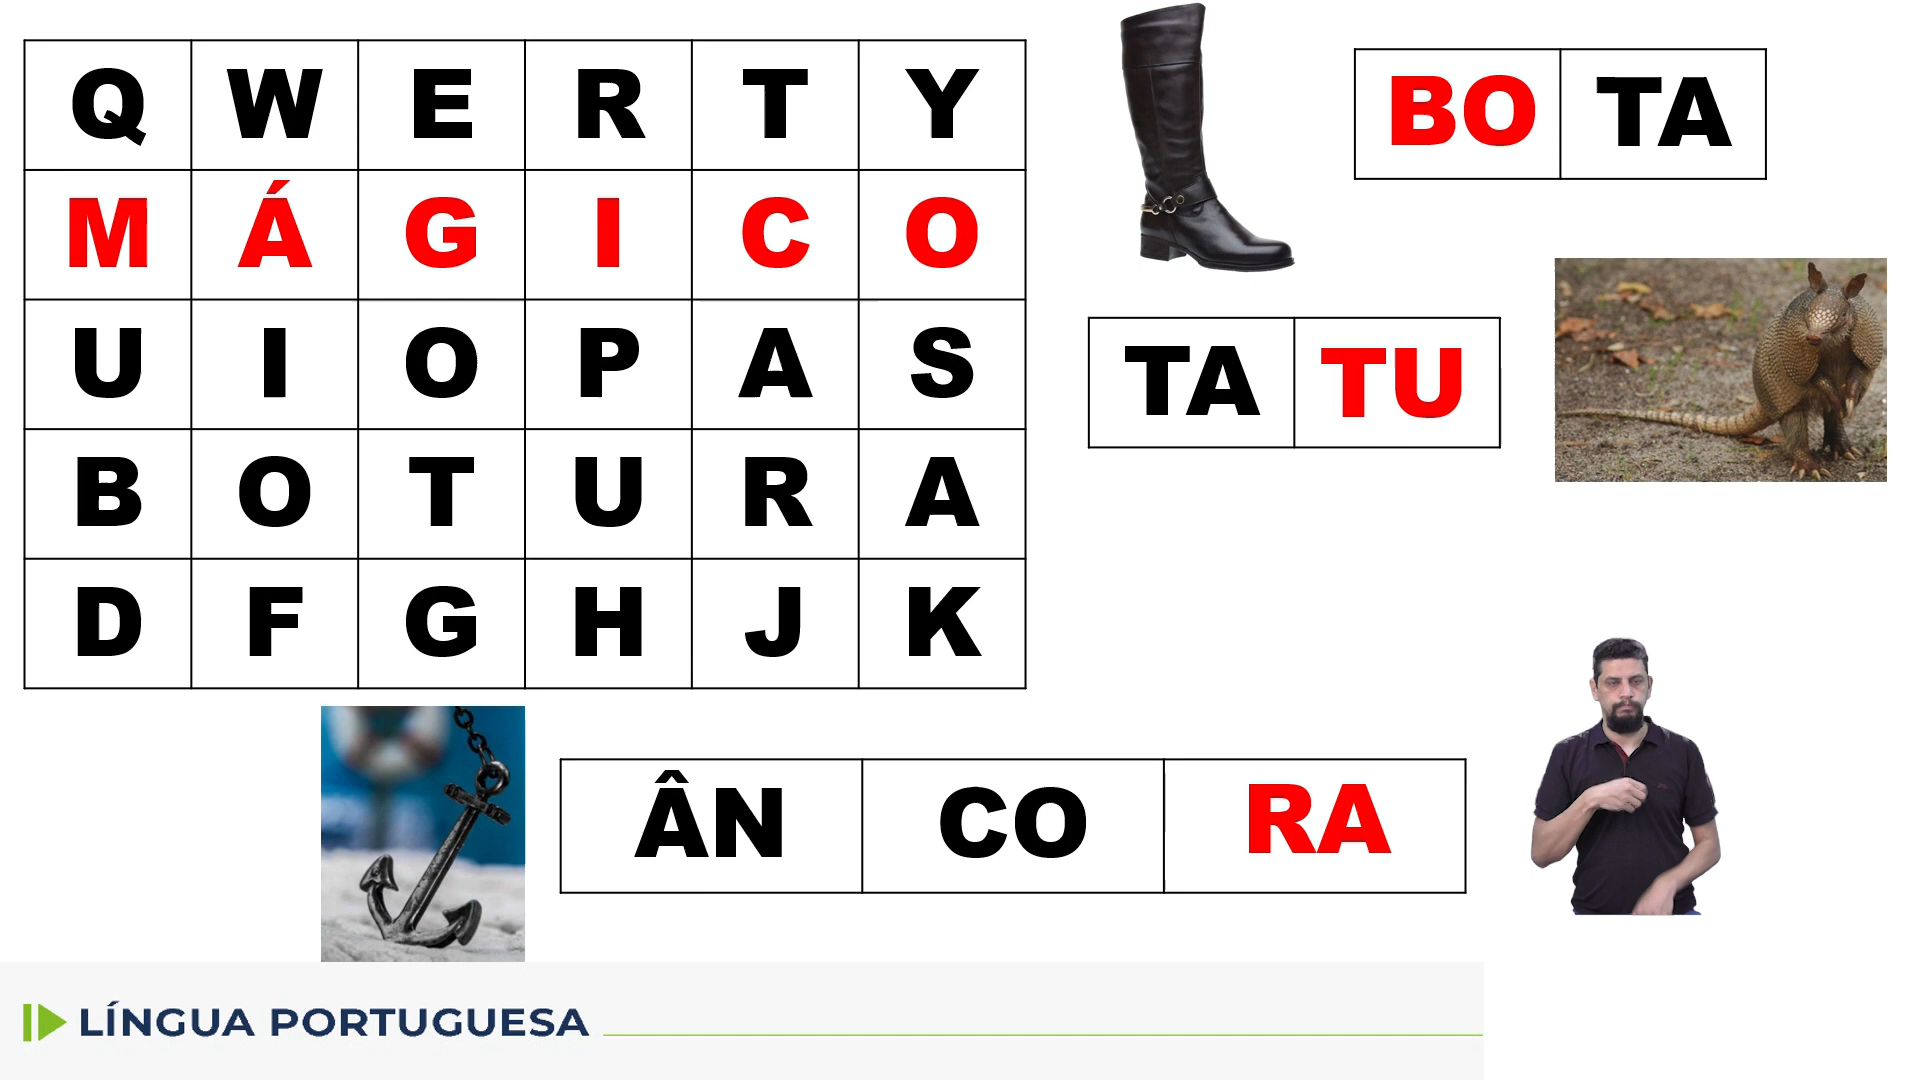 Q W E R T Y
M Á G I C O
U I O P A S
B O T U R A
D F G H J K
BO TA
TA TU
ÂN CO RA
LÍNGUA PORTUGUESA